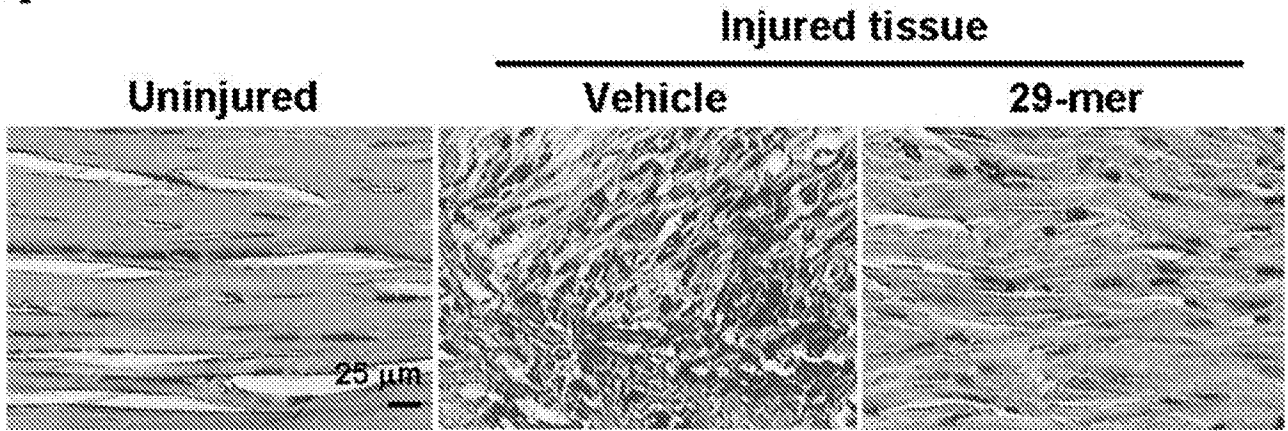 Injured tissue
Uninjured
Vehicle
29-mer
25 μm